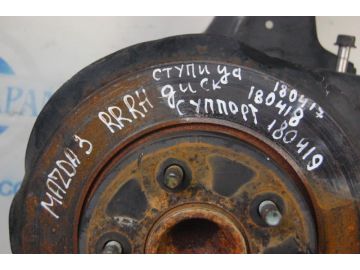 MAZDA 3 RRRH
ступица 180417
диск 180418
суппорт 180419